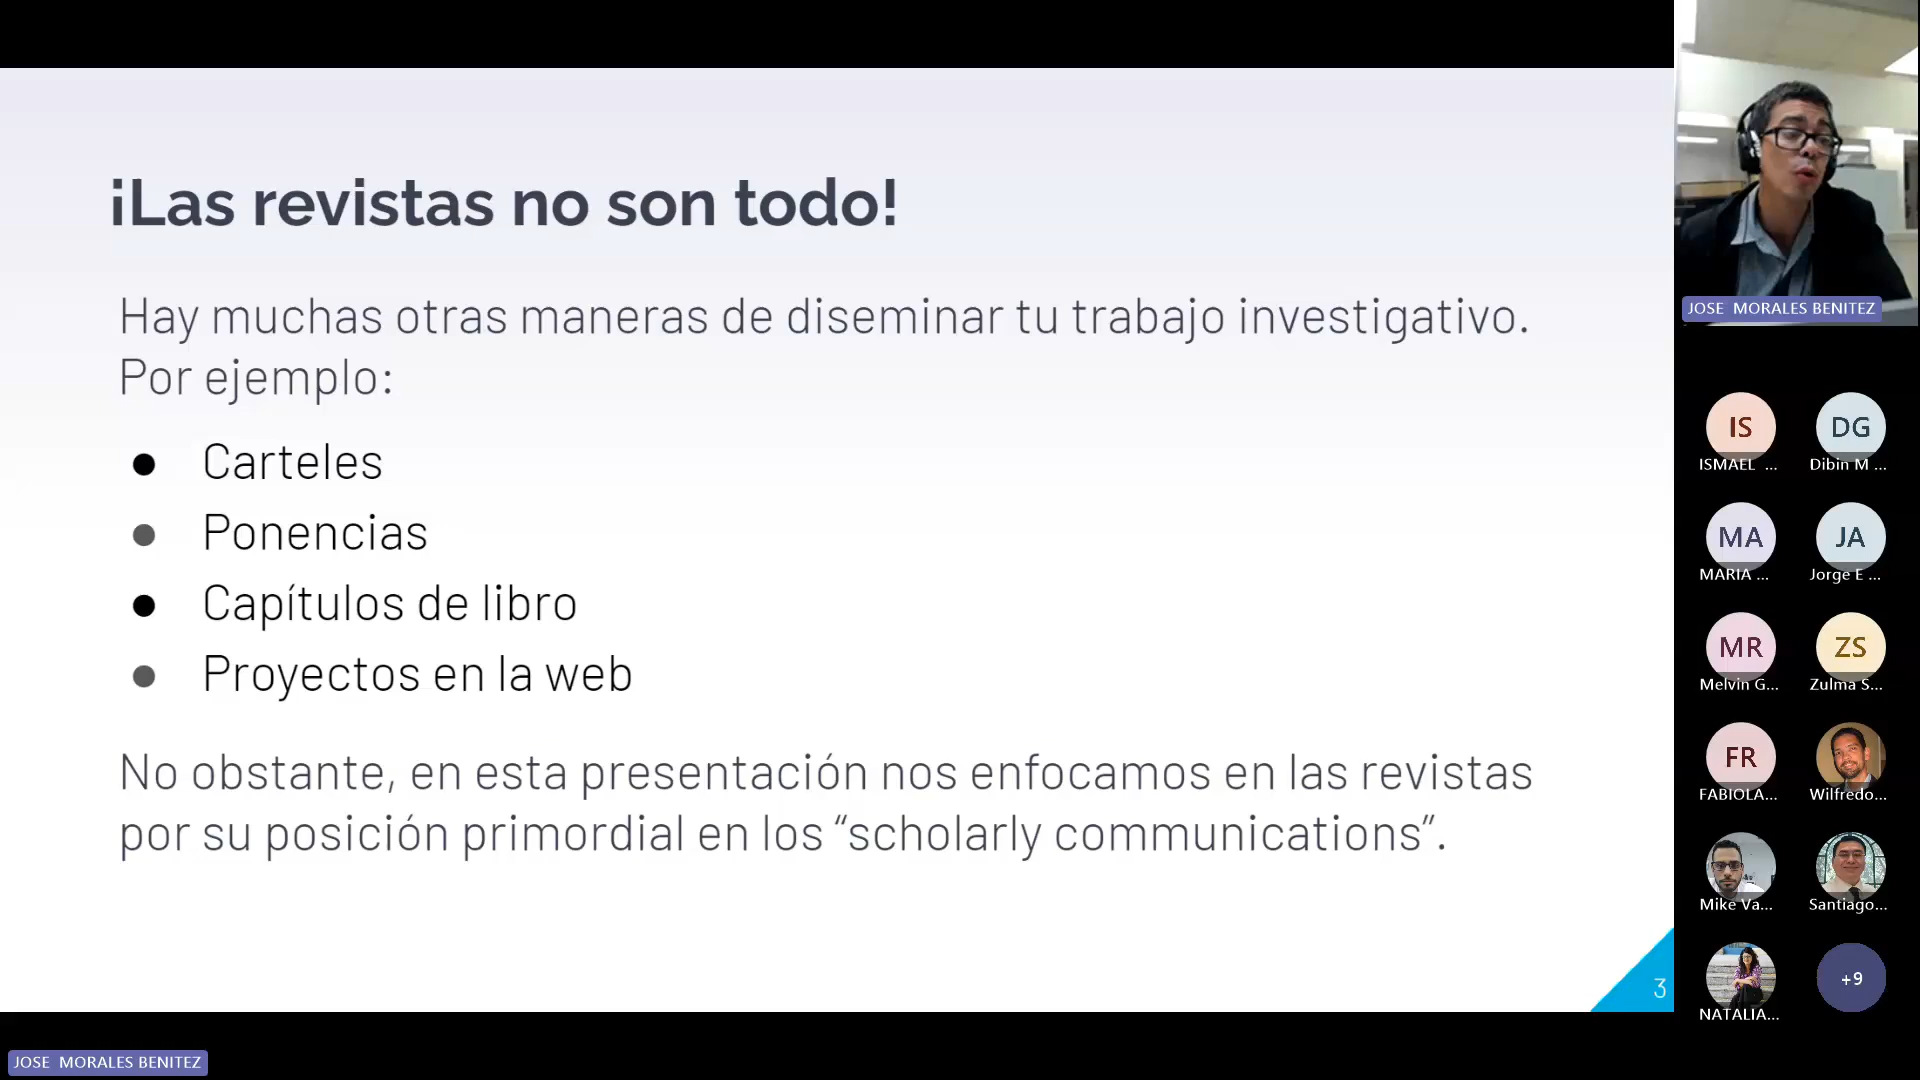 ¡Las revistas no son todo!
Hay muchas otras maneras de diseminar tu trabajo investigativo.
Por ejemplo:
● Carteles
● Ponencias
● Capítulos de libro
● Proyectos en la web
No obstante, en esta presentación nos enfocamos en las revistas
por su posición primordial en los “scholarly communications”.
3
JOSE MORALES BENITEZ
JOSE MORALES BENITEZ
IS
ISMAEL ...
DG
Dibin M ...
MA
MARIA ...
JA
Jorge E ...
MR
Melvin G...
ZS
Zulma S...
FR
FABIOLA...
Wilfredo...
Mike Va...
Santiago...
NATALIA...
+9